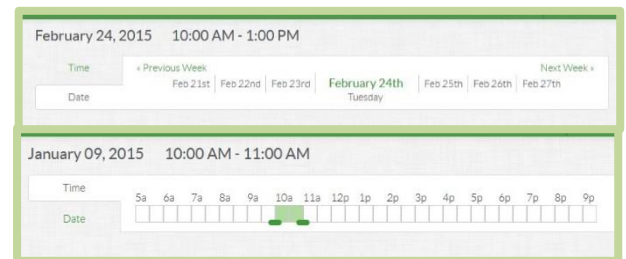 February 24, 2015 10:00 AM - 1:00 PM
Time
« Previous Week Next Week »
Feb 21st Feb 22nd Feb 23rd February 24th Feb 25th Feb 26th Feb 27th
Date
Tuesday
January 09, 2015 10:00 AM - 11:00 AM
Time
5a 6a 7a 8a 9a 10a 11a 12p 1p 2p 3p 4p 5p 6p 7p 8p 9p
Date